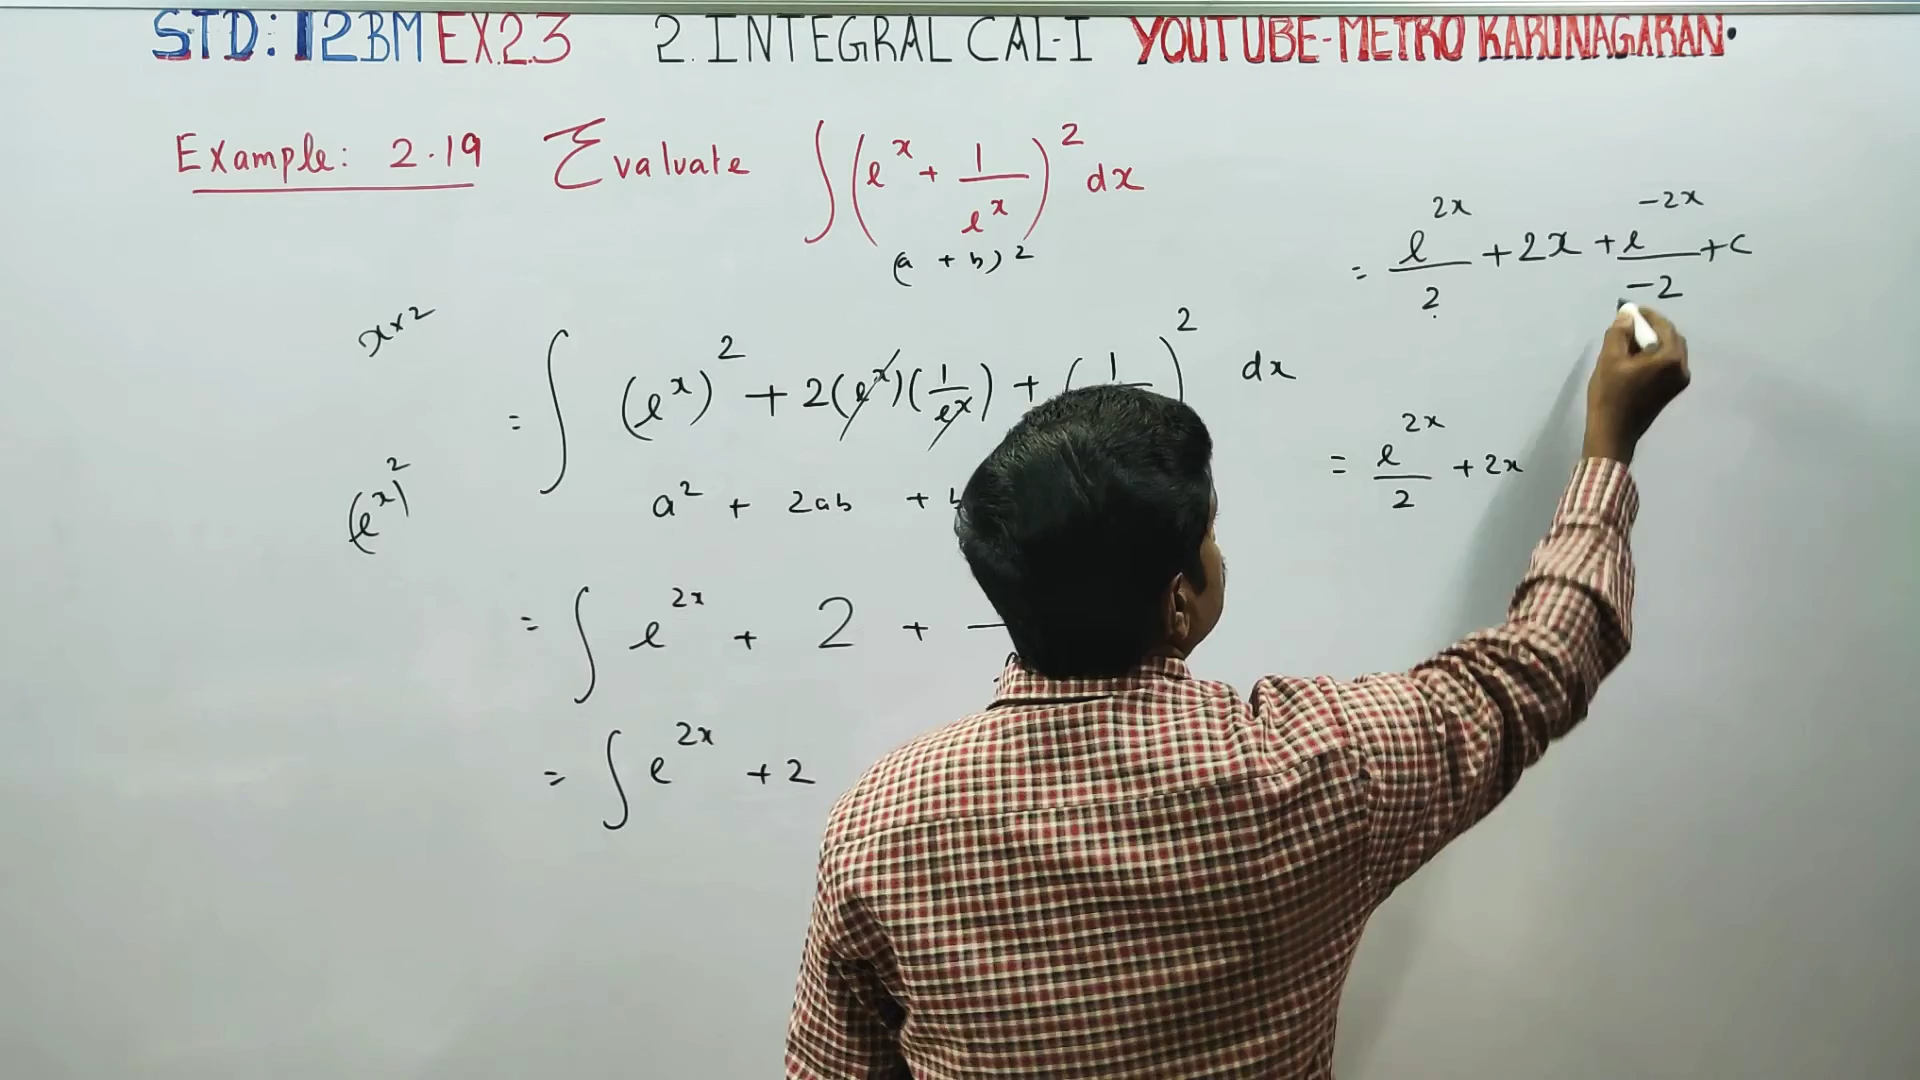 STD: 12BM EX2.3 2. INTEGRAL CAL-I YOUTUBE-METRO KARUNAGARAN.
Example: 2.19 Evaluate ∫(e^x + 1/e^x)^2 dx
(a + b)^2
x×2
= ∫ (e^x)^2 + 2(e^x)(1/e^x) + (1 )^2 dx
(e^x)^2
a^2 + 2ab +
= ∫ e^2x + 2 +
= ∫ e^2x + 2
= e^2x/2 + 2x + e^-2x/-2 + c
= e^2x/2 + 2x